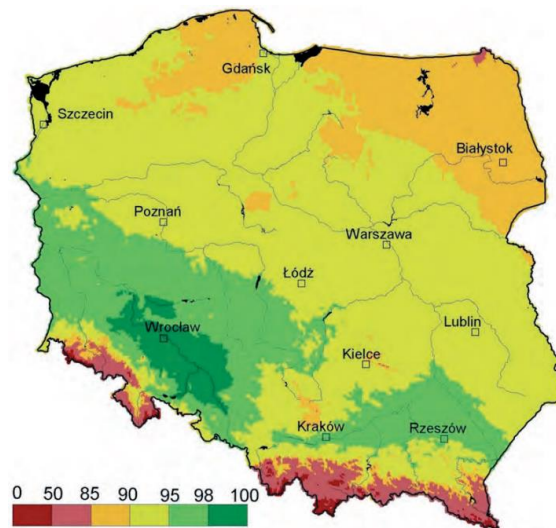 Gdańsk
Szczecin
Białystok
Poznań
Warszawa
Łódź
Wrocław
Lublin
Kielce
Kraków
Rzeszów
0 50 85 90 95 98 100